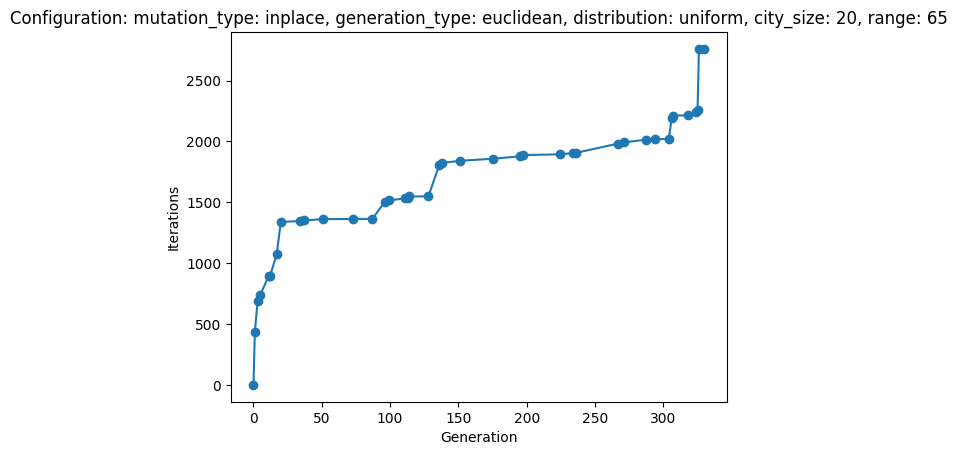 Configuration: mutation_type: inplace, generation_type: euclidean, distribution: uniform, city_size: 20, range: 65
2500
2000
1500
1000
500
0
Iterations
0 50 100 150 200 250 300
Generation